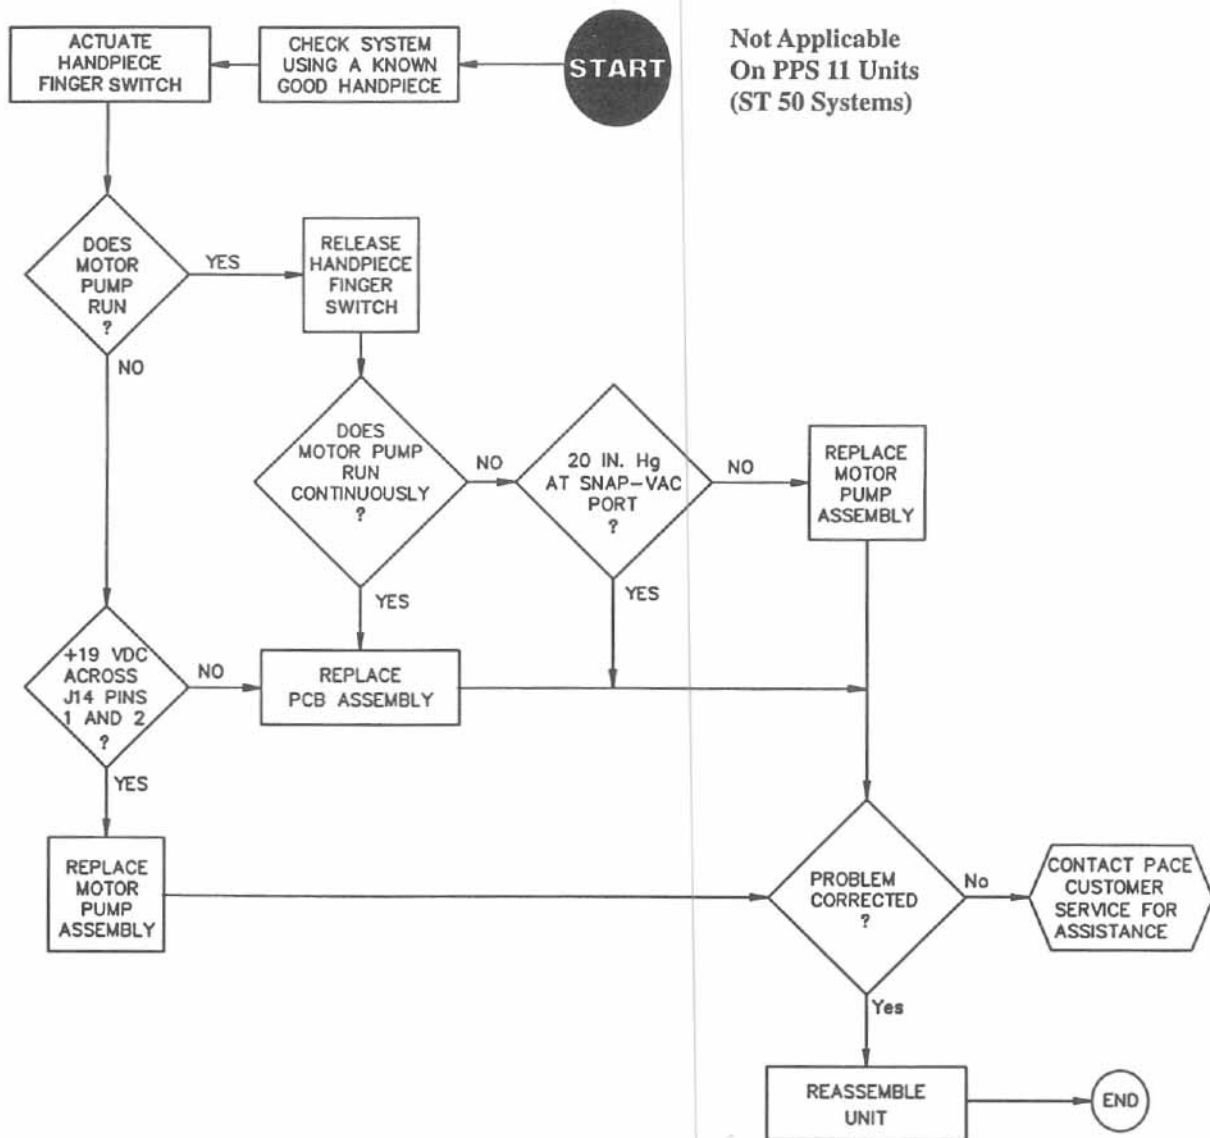 START
CHECK SYSTEM
USING A KNOWN
GOOD HANDPIECE
ACTUATE
HANDPIECE
FINGER SWITCH
Not Applicable
On PPS 11 Units
(ST 50 Systems)
DOES
MOTOR
PUMP
RUN
?
YES
NO
RELEASE
HANDPIECE
FINGER
SWITCH
DOES
MOTOR PUMP
RUN
CONTINUOUSLY
?
NO
YES
20 IN. Hg
AT SNAP-VAC
PORT
?
NO
YES
REPLACE
MOTOR
PUMP
ASSEMBLY
+19 VDC
ACROSS
J14 PINS
1 AND 2
?
NO
YES
REPLACE
PCB ASSEMBLY
REPLACE
MOTOR
PUMP
ASSEMBLY
PROBLEM
CORRECTED
?
No
Yes
CONTACT PACE
CUSTOMER
SERVICE FOR
ASSISTANCE
REASSEMBLE
UNIT
END